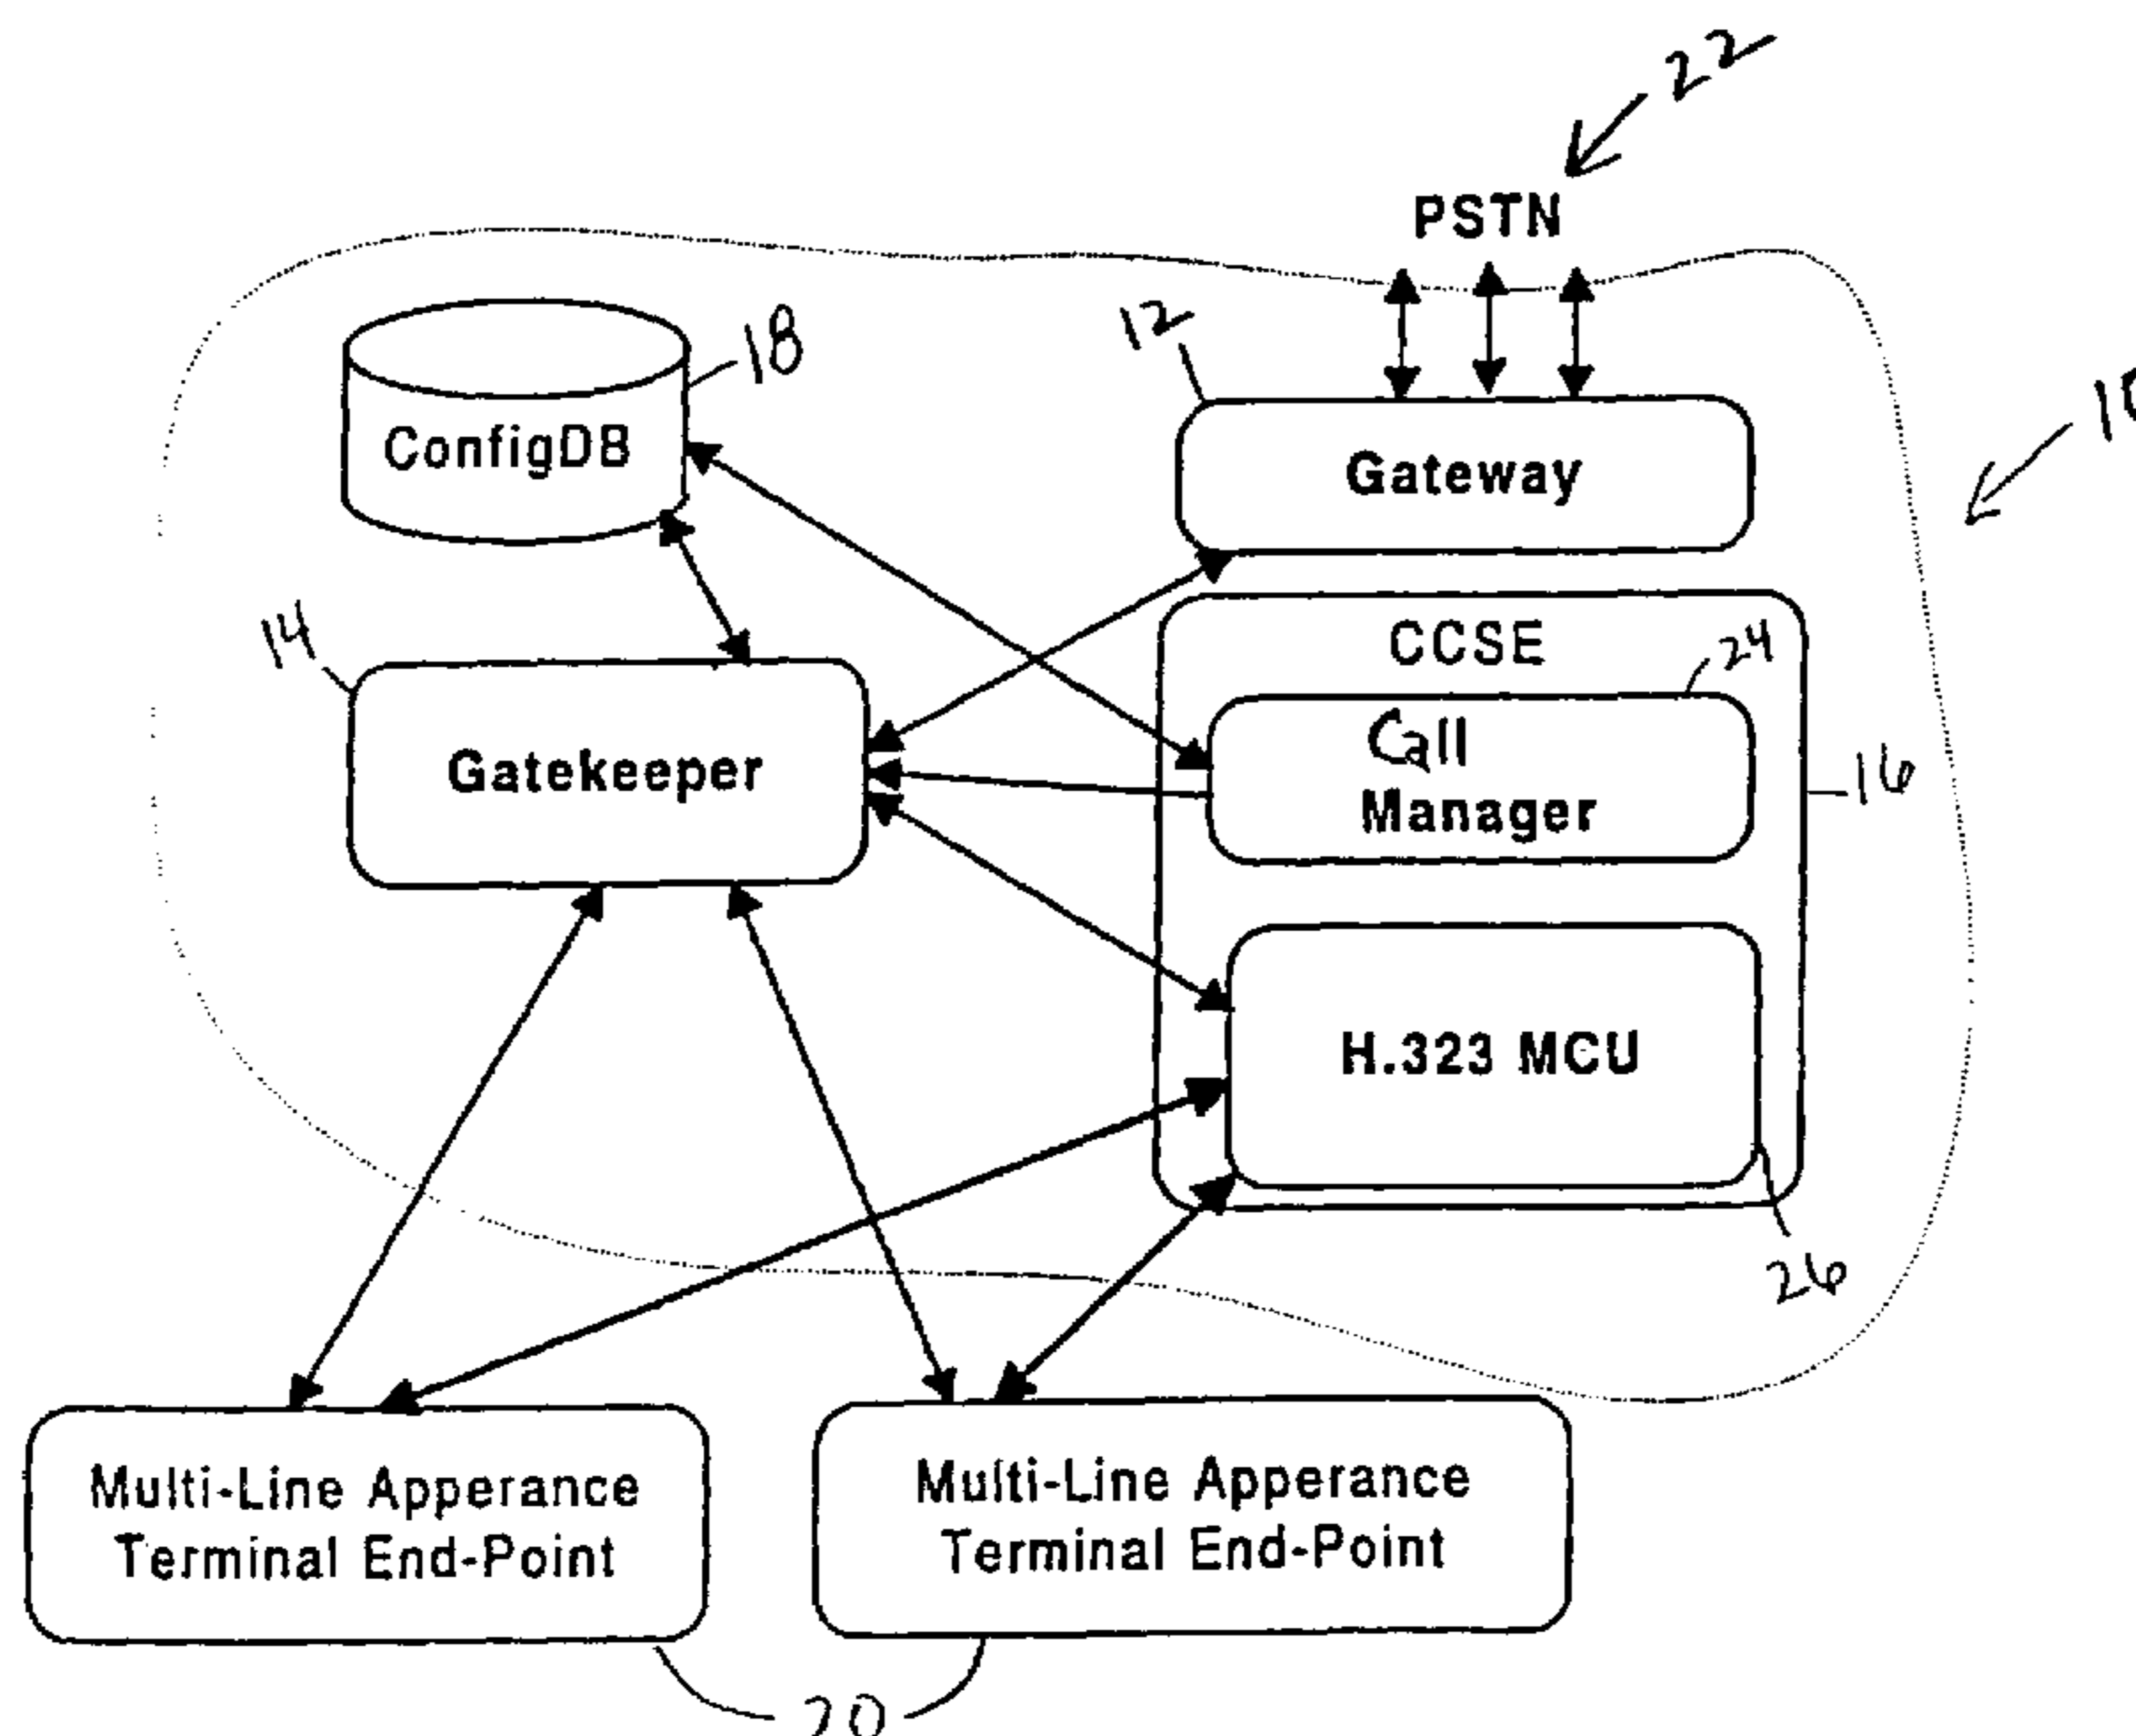 22
PSTN
12
18
10
ConfigDB
Gateway
14
CCSE
24
Call
Manager
16
Gatekeeper
H.323 MCU
26
Multi-Line Apperance
Terminal End-Point
Multi-Line Apperance
Terminal End-Point
20